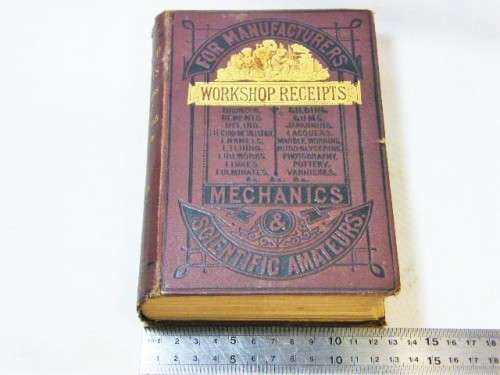 FOR MANUFACTURERS
WORKSHOP RECEIPTS
CEMENTS, GILDING,
DYEING, GUMS,
JAPANNING,
ENAMELS, LACQUERS,
ETCHING, MARBLE WORKING,
FIREWORKS, NITRO-GLYCERINE,
FLUXES, PHOTOGRAPHY,
FULMINATES, POTTERY,
VARNISHES,
&c. &c. &c.
MECHANICS
&
SCIENTIFIC AMATEURS
1 2 3 4 5 6 7 8 9 10 11 12 13 14 15 16 17 18
1 2 3 4 5 6 7 8 9 10 11 12 13 14 15 16 17 18